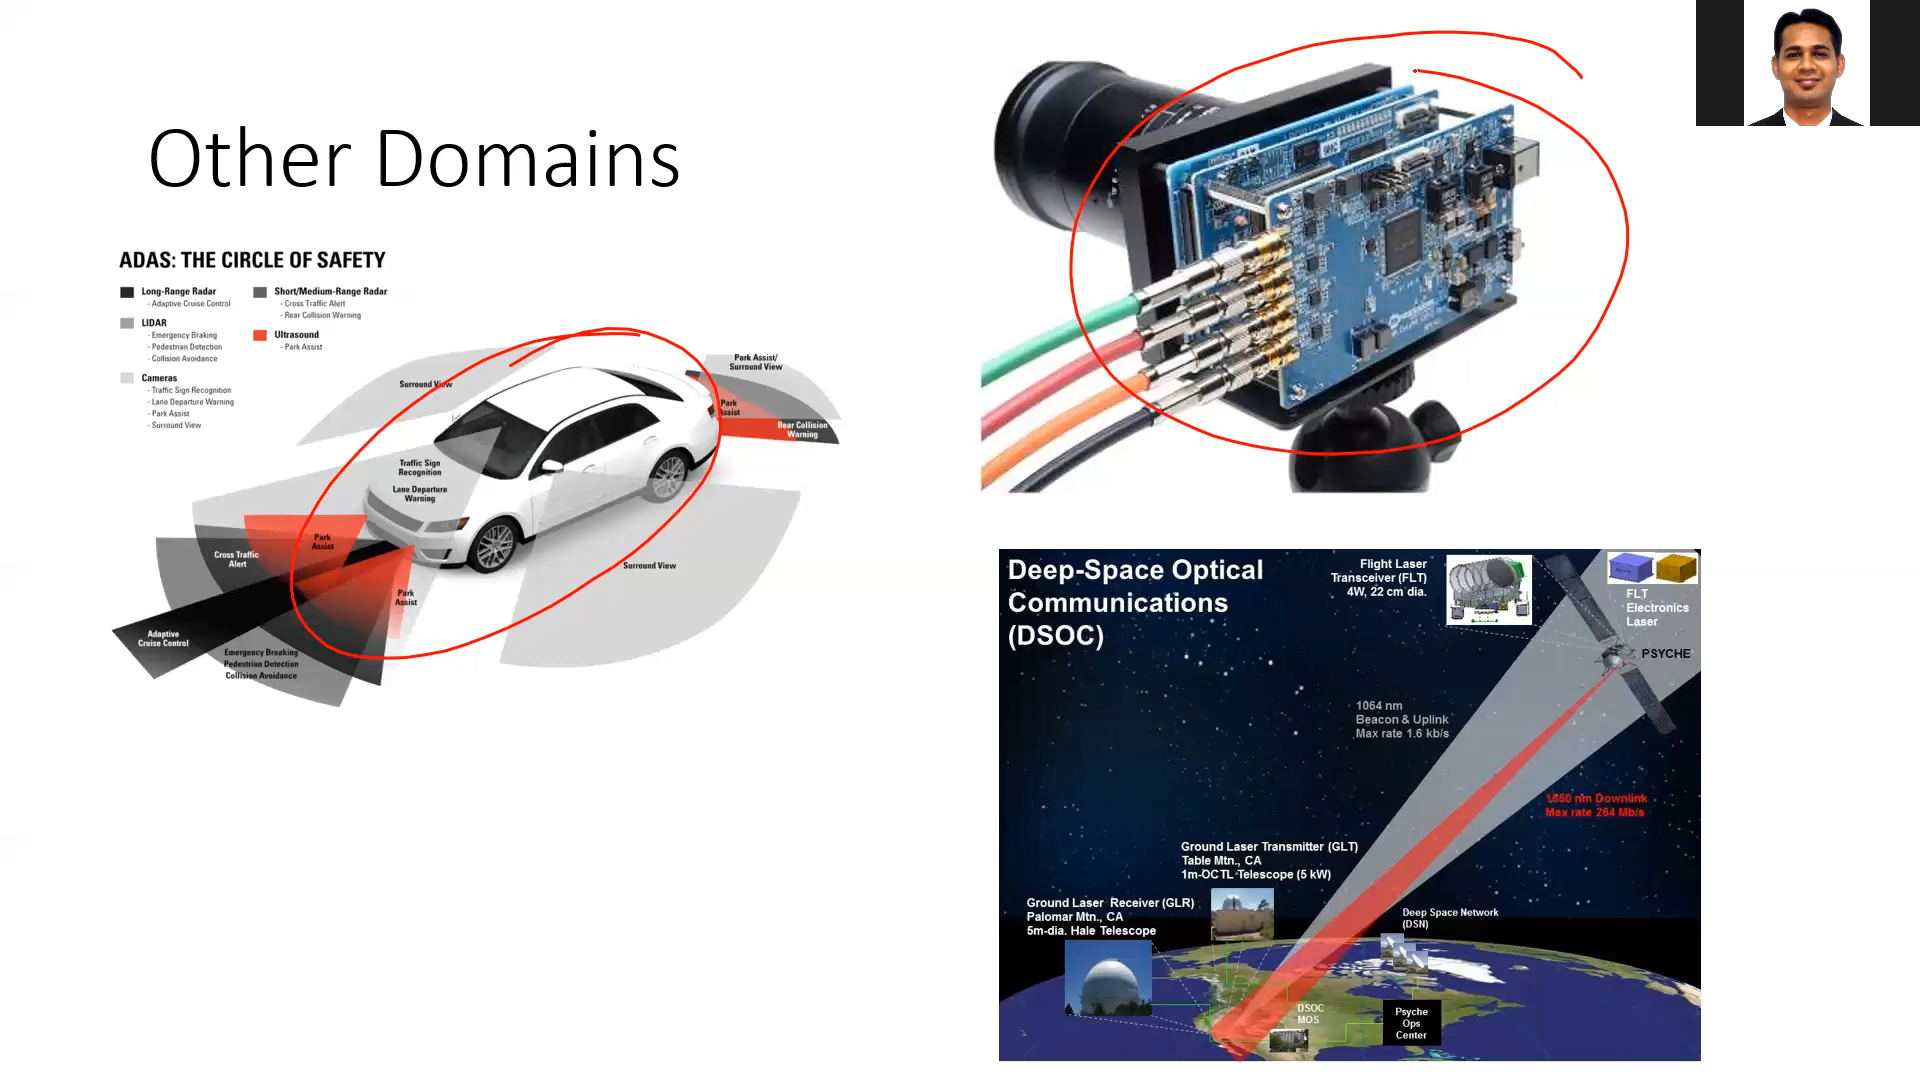 Other Domains
ADAS: THE CIRCLE OF SAFETY
Long-Range Radar
- Adaptive Cruise Control
LIDAR
- Emergency Braking
- Pedestrian Detection
- Collision Avoidance
Cameras
- Traffic Sign Recognition
- Lane Departure Warning
- Park Assist
- Surround View
Short/Medium-Range Radar
- Cross Traffic Alert
- Rear Collision Warning
Ultrasound
- Park Assist
Surround View
Park Assist/
Surround View
Park
Assist
Rear Collision
Warning
Traffic Sign
Recognition
Lane Departure
Warning
Park
Assist
Cross Traffic
Alert
Surround View
Park
Assist
Adaptive
Cruise Control
Emergency Breaking
Pedestrian Detection
Collision Avoidance
Deep-Space Optical
Communications
(DSOC)
Flight Laser
Transceiver (FLT)
4W, 22 cm dia.
FLT
Electronics
Laser
PSYCHE
1064 nm
Beacon & Uplink
Max rate 1.6 kb/s
1550 nm Downlink
Max rate 264 Mb/s
Ground Laser Transmitter (GLT)
Table Mtn., CA
1m-OCTL Telescope (5 kW)
Ground Laser Receiver (GLR)
Palomar Mtn., CA
5m-dia. Hale Telescope
Deep Space Network
(DSN)
DSOC
MOS
Psyche
Ops
Center